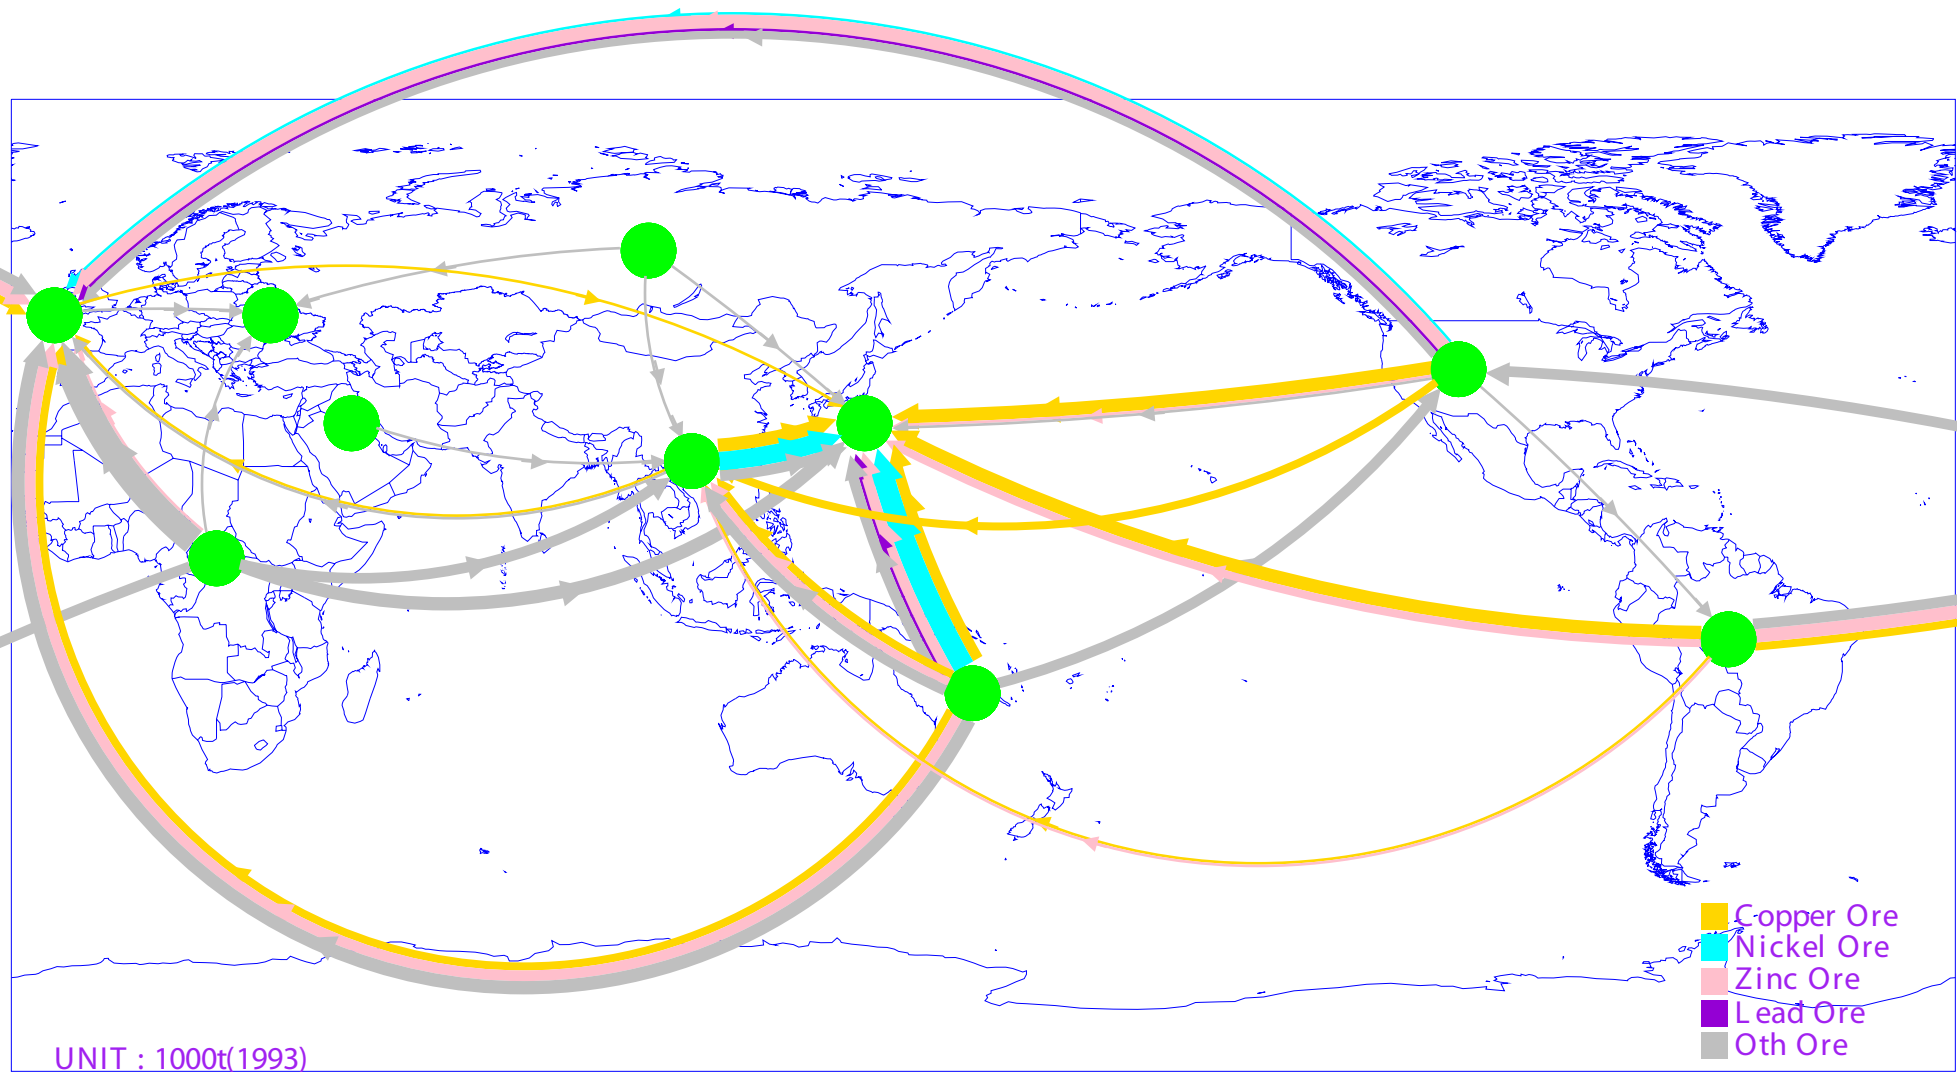 Copper Ore
Nickel Ore
Zinc Ore
Lead Ore
Oth Ore
UNIT : 1000t(1993)